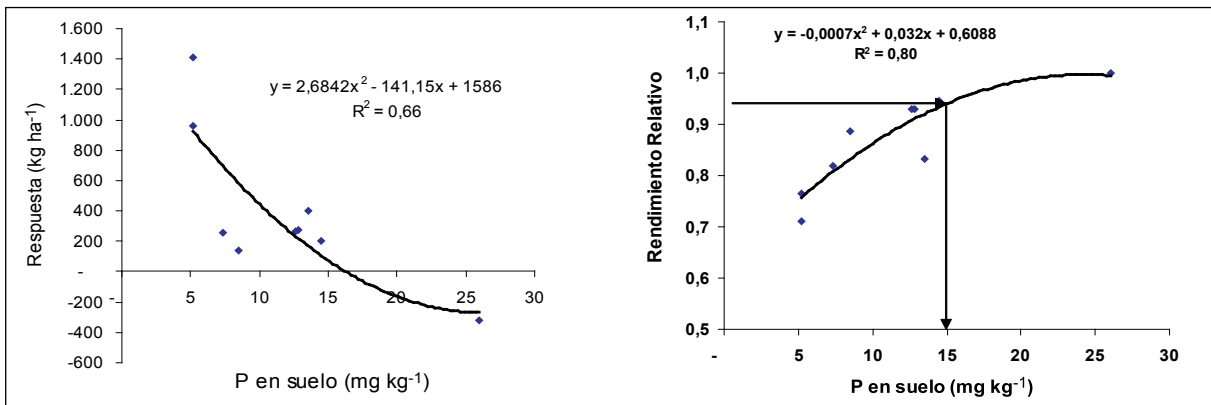 1.600
1.400
1.200
1.000
800
600
400
200
-
-200
-400
-600
Respuesta (kg ha-1)
y = 2,6842x2 - 141,15x + 1586
R2 = 0,66
- 5 10 15 20 25 30
P en suelo (mg kg-1)
1,1
1,0
0,9
0,8
0,7
0,6
0,5
Rendimiento Relativo
y = -0,0007x2 + 0,032x + 0,6088
R2 = 0,80
- 5 10 15 20 25 30
P en suelo (mg kg-1)